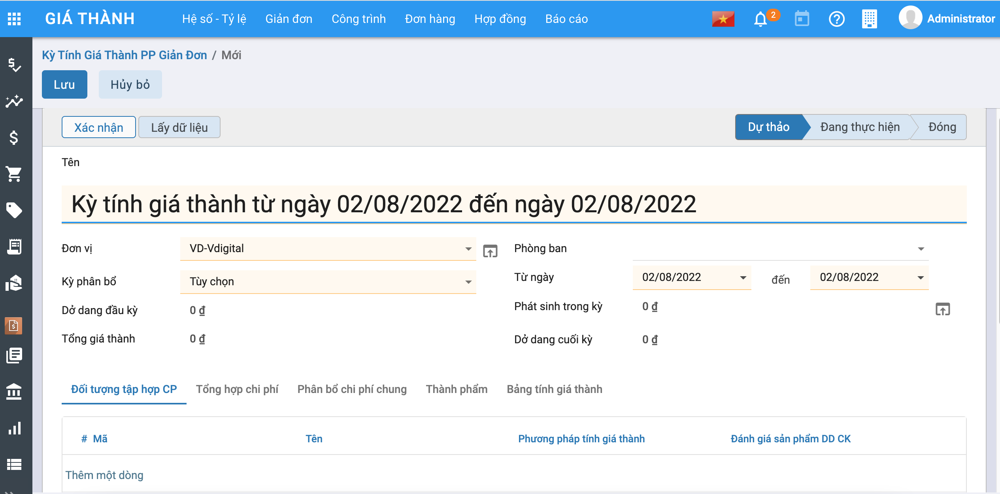 GIÁ THÀNH Hệ số - Tỷ lệ Giản đơn Công trình Đơn hàng Hợp đồng Báo cáo 2 Administrator
Kỳ Tính Giá Thành PP Giản Đơn / Mới
Lưu Hủy bỏ
Xác nhận Lấy dữ liệu Dự thảo Đang thực hiện Đóng
Tên
Kỳ tính giá thành từ ngày 02/08/2022 đến ngày 02/08/2022
Đơn vị VD-Vdigital Phòng ban
Kỳ phân bổ Tùy chọn Từ ngày 02/08/2022 đến 02/08/2022
Dở dang đầu kỳ 0 ₫ Phát sinh trong kỳ 0 ₫
Tổng giá thành 0 ₫ Dở dang cuối kỳ 0 ₫
Đối tượng tập hợp CP Tổng hợp chi phí Phân bổ chi phí chung Thành phẩm Bảng tính giá thành
# Mã Tên Phương pháp tính giá thành Đánh giá sản phẩm DD CK
Thêm một dòng